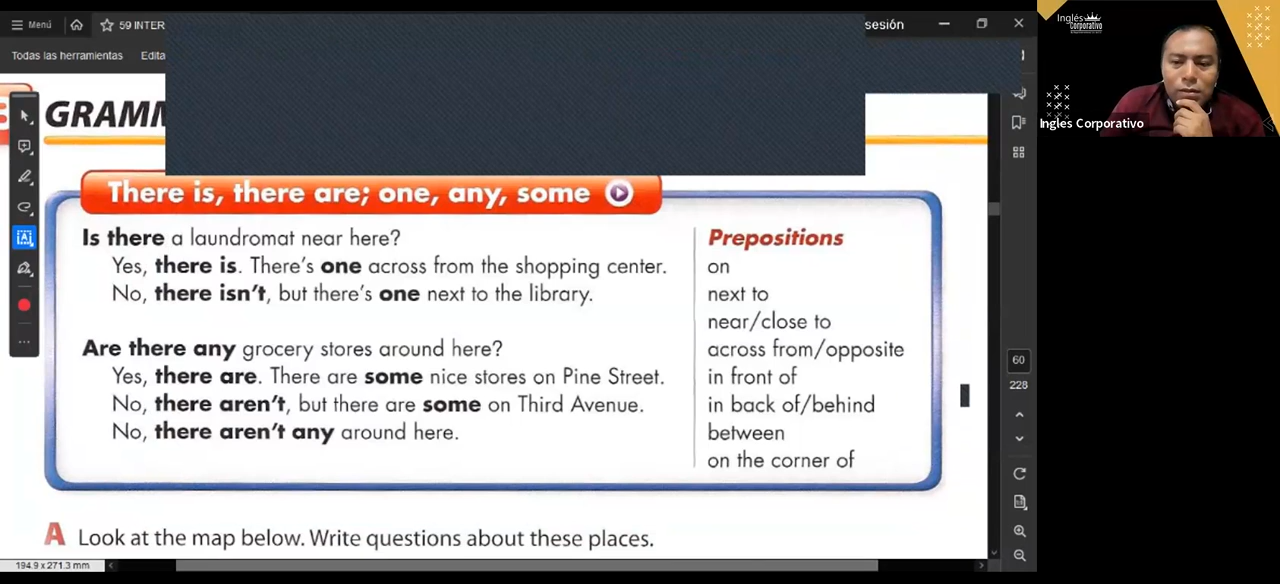 Menú
59 INTER
sesión
Todas las herramientas
Edita
GRAMM
There is, there are; one, any, some
Is there a laundromat near here?
Yes, there is. There's one across from the shopping center.
No, there isn't, but there's one next to the library.
Are there any grocery stores around here?
Yes, there are. There are some nice stores on Pine Street.
No, there aren't, but there are some on Third Avenue.
No, there aren't any around here.
Prepositions
on
next to
near/close to
across from/opposite
in front of
in back of/behind
between
on the corner of
A Look at the map below. Write questions about these places.
194.9 x 271.3 mm
60
228
Inglés
Corporativo
Ingles Corporativo